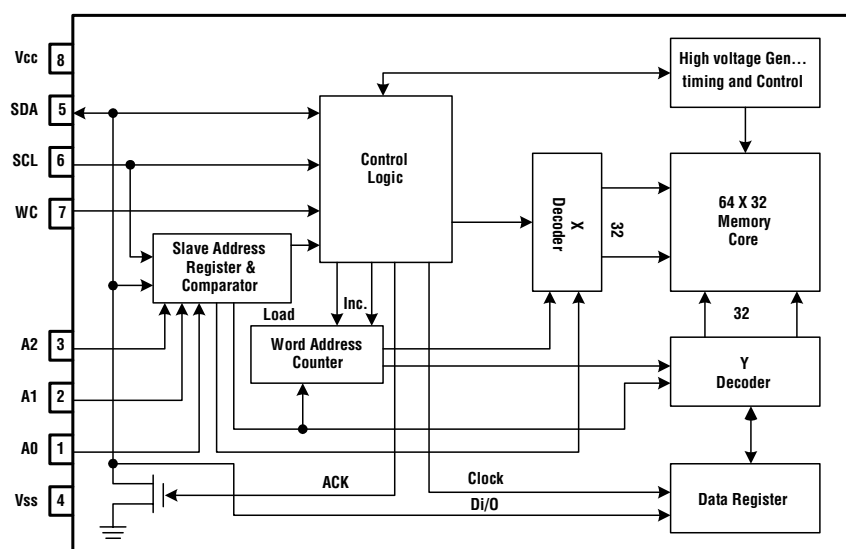 Vcc
8
SDA
5
SCL
6
WC
7
A2
3
A1
2
A0
1
Vss
4
High voltage Gen...
timing and Control
Control
Logic
X
Decoder
32
64 X 32
Memory
Core
Slave Address
Register &
Comparator
Load
Inc.
Word Address
Counter
32
Y
Decoder
ACK
Clock
Di/O
Data Register